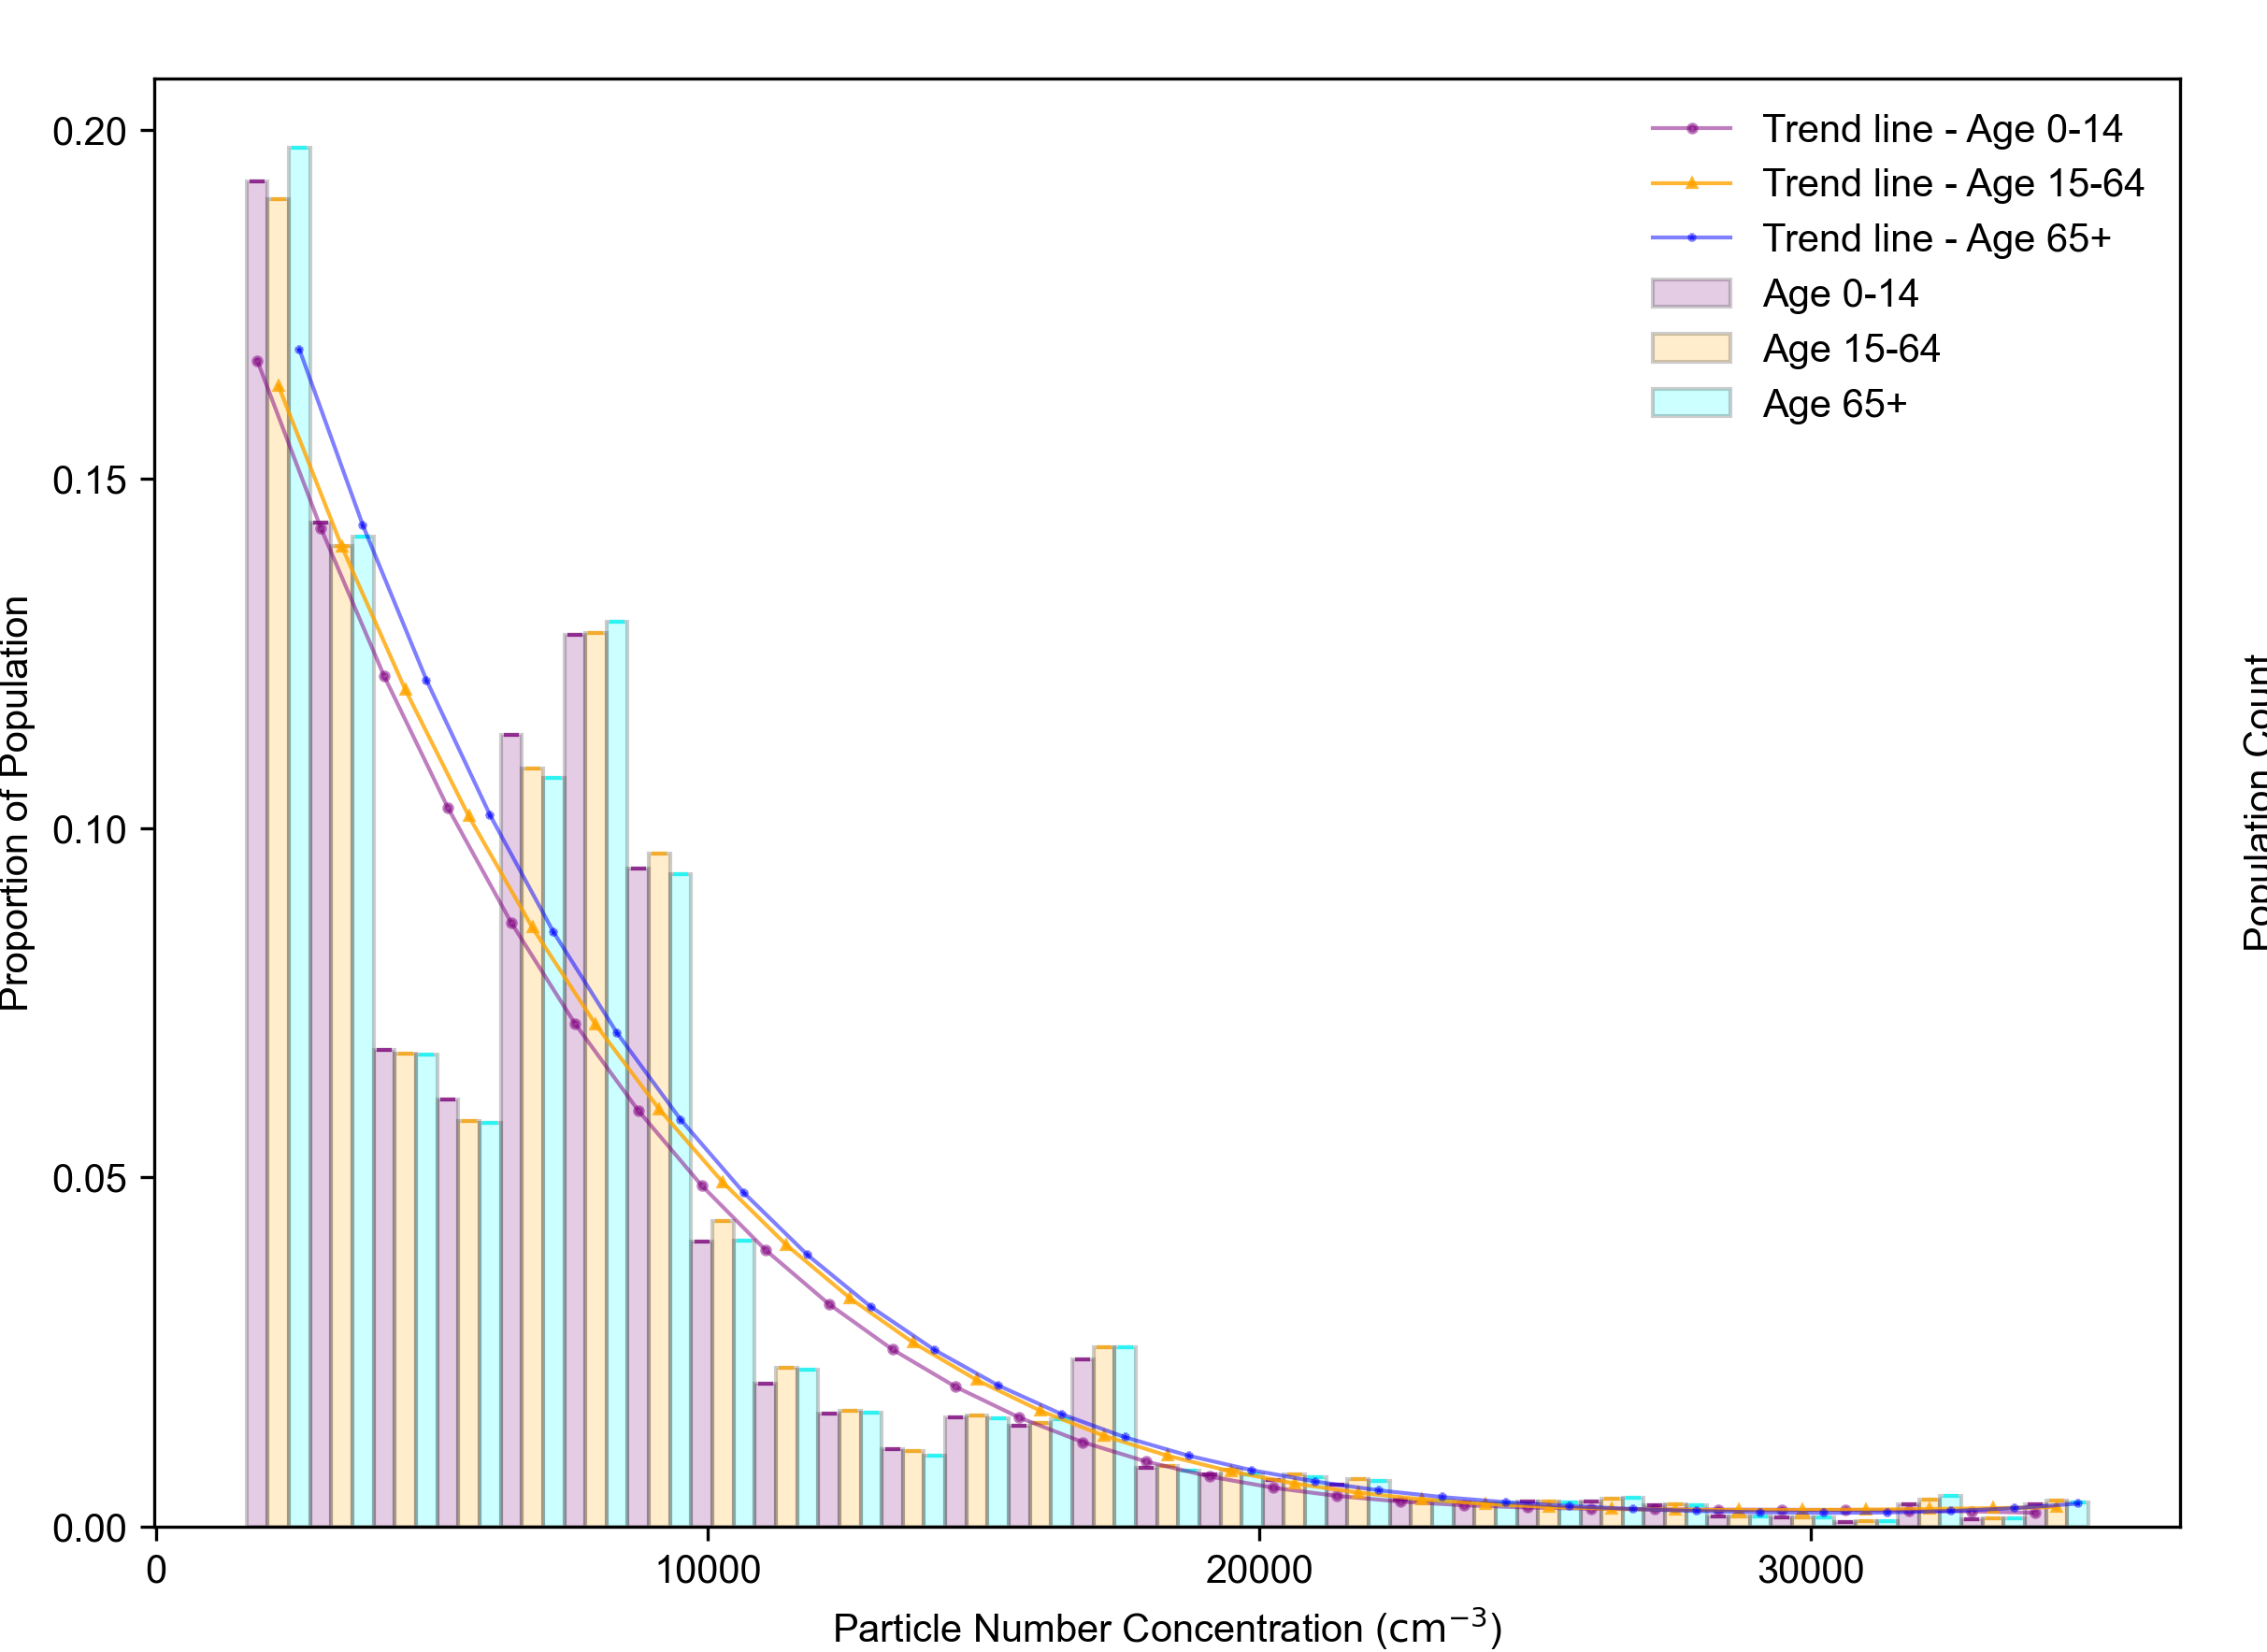 Trend line - Age 0-14
Trend line - Age 15-64
Trend line - Age 65+
Age 0-14
Age 15-64
Age 65+
0.20
0.15
0.10
0.05
0.00
Proportion of Population
Population Count
0
10000
20000
30000
Particle Number Concentration (cm⁻³)